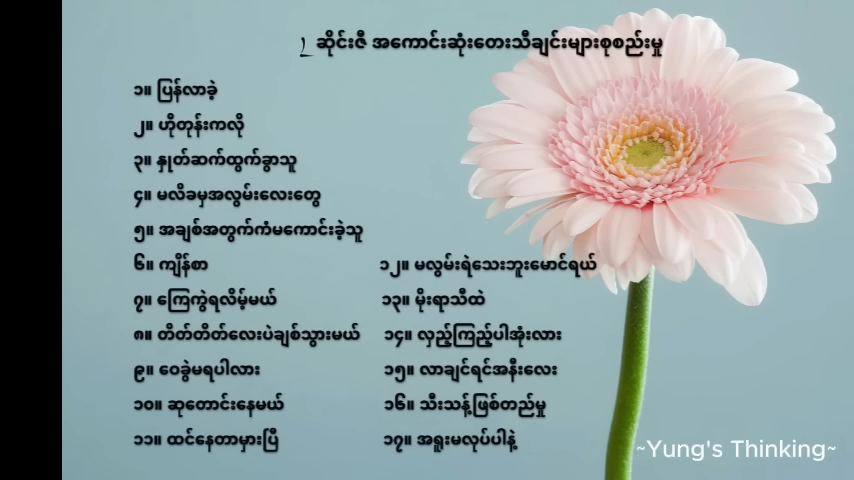 ဆိုင်းဇီ အကောင်းဆုံးတေးသီချင်းများစုစည်းမှု
၁။ ပြန်လာခဲ့
၂။ ဟိုတုန်းကလို
၃။ နှုတ်ဆက်ထွက်ခွာသူ
၄။ မလိခမှအလွမ်းလေးတွေ
၅။ အချစ်အတွက်ကံမကောင်းခဲ့သူ
၆။ ကျိန်စာ
၇။ ကြေကွဲရလိမ့်မယ်
၈။ တိတ်တိတ်လေးပဲချစ်သွားမယ်
၉။ ဝေခွဲမရပါလား
၁၀။ ဆုတောင်းနေမယ်
၁၁။ ထင်နေတာမှားပြီ
၁၂။ မလွမ်းရဲသေးဘူးမောင်ရယ်
၁၃။ မိုးရာသီထဲ
၁၄။ လှည့်ကြည့်ပါအုံးလား
၁၅။ လာချင်ရင်အနီးလေး
၁၆။ သီးသန့်ဖြစ်တည်မှု
၁၇။ အရူးမလုပ်ပါနဲ့
~Yung's Thinking~